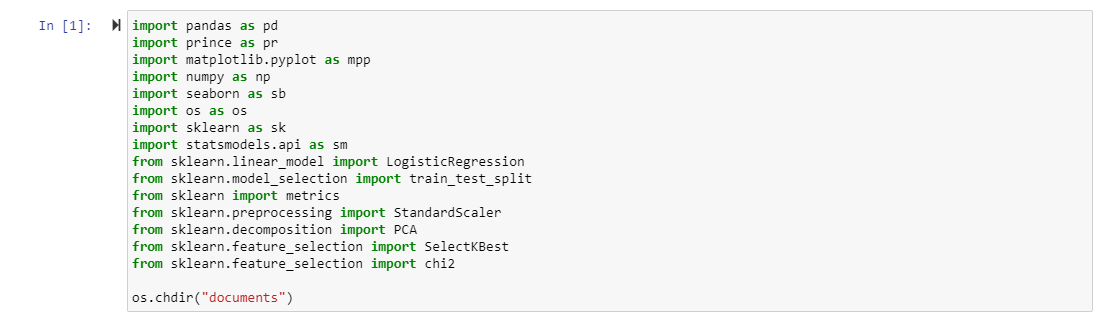 In [1]:
import pandas as pd
import prince as pr
import matplotlib.pyplot as mpp
import numpy as np
import seaborn as sb
import os as os
import sklearn as sk
import statsmodels.api as sm
from sklearn.linear_model import LogisticRegression
from sklearn.model_selection import train_test_split
from sklearn import metrics
from sklearn.preprocessing import StandardScaler
from sklearn.decomposition import PCA
from sklearn.feature_selection import SelectKBest
from sklearn.feature_selection import chi2
os.chdir("documents")